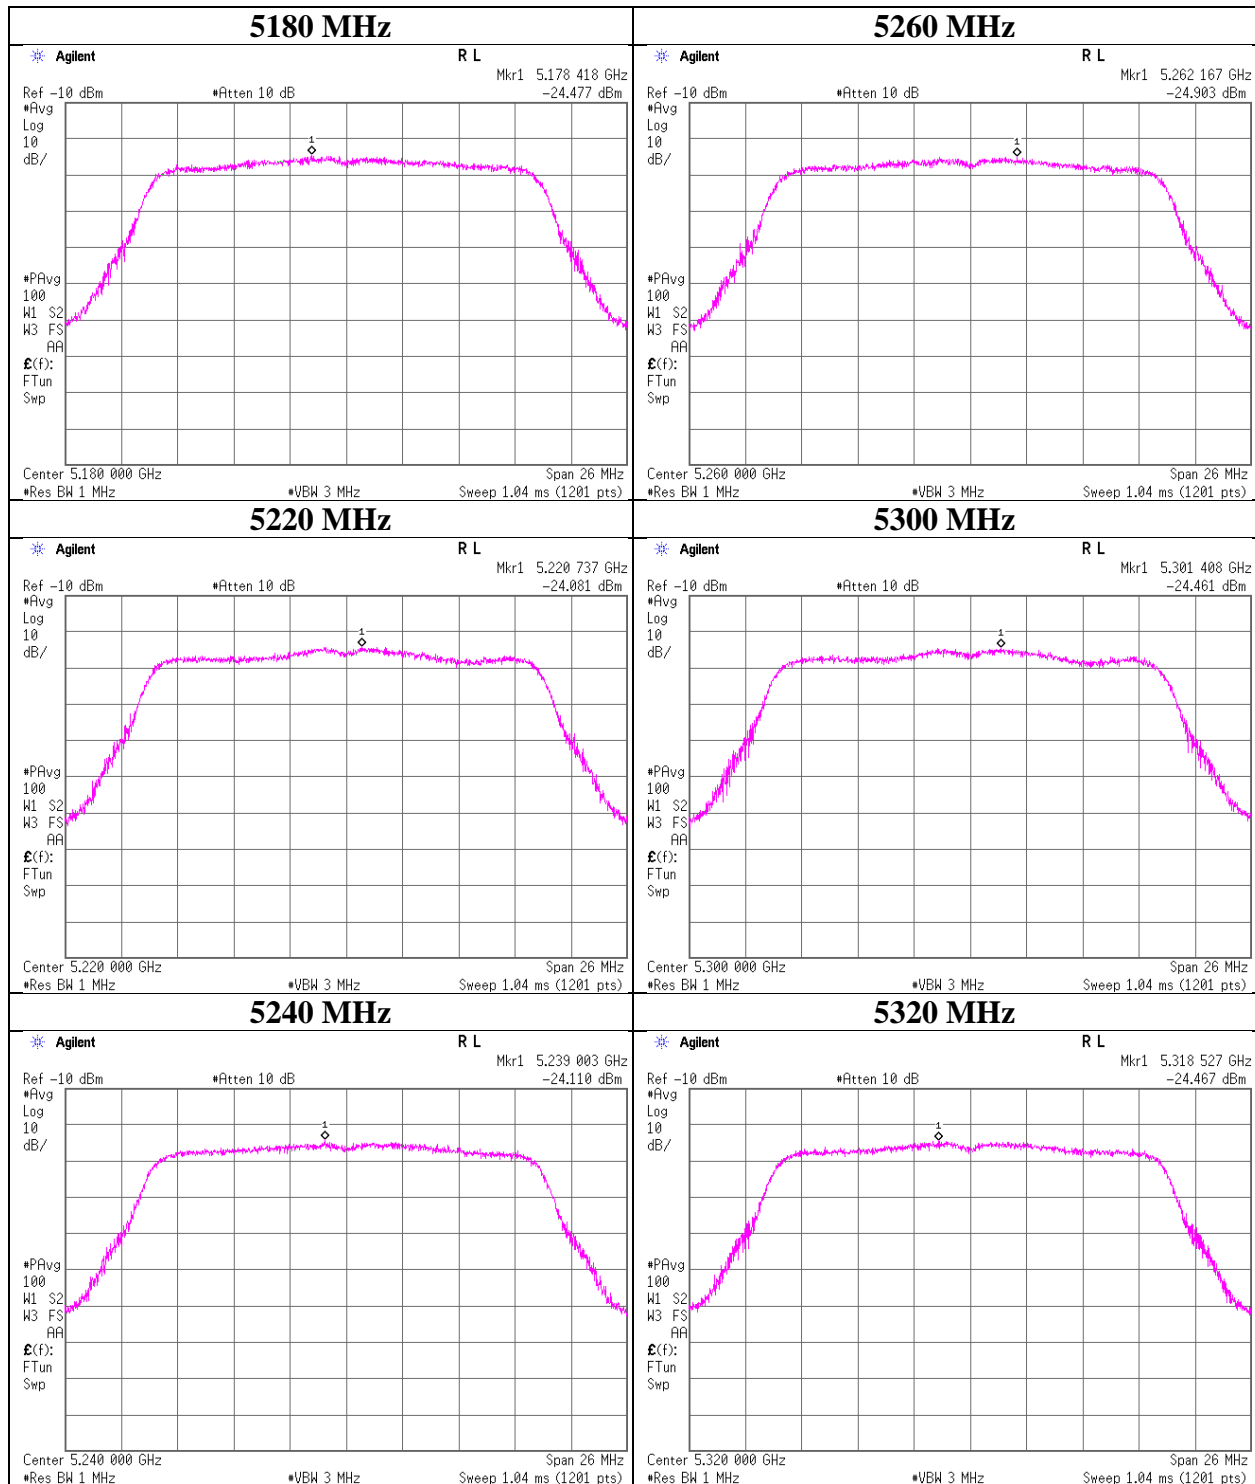 5180 MHz
Agilent R L
Mkr1 5.178 418 GHz
Ref -10 dBm #Atten 10 dB -24.477 dBm
#Avg
Log
10
dB/
1
#PAvg
100
W1 S2
W3 FS
AA
£(f):
FTun
Swp
Center 5.180 000 GHz Span 26 MHz
#Res BW 1 MHz #VBW 3 MHz Sweep 1.04 ms (1201 pts)
5260 MHz
Agilent R L
Mkr1 5.262 167 GHz
Ref -10 dBm #Atten 10 dB -24.903 dBm
#Avg
Log
10
dB/
1
#PAvg
100
W1 S2
W3 FS
AA
£(f):
FTun
Swp
Center 5.260 000 GHz Span 26 MHz
#Res BW 1 MHz #VBW 3 MHz Sweep 1.04 ms (1201 pts)
5220 MHz
Agilent R L
Mkr1 5.220 737 GHz
Ref -10 dBm #Atten 10 dB -24.081 dBm
#Avg
Log
10
dB/
1
#PAvg
100
W1 S2
W3 FS
AA
£(f):
FTun
Swp
Center 5.220 000 GHz Span 26 MHz
#Res BW 1 MHz #VBW 3 MHz Sweep 1.04 ms (1201 pts)
5300 MHz
Agilent R L
Mkr1 5.301 408 GHz
Ref -10 dBm #Atten 10 dB -24.461 dBm
#Avg
Log
10
dB/
1
#PAvg
100
W1 S2
W3 FS
AA
£(f):
FTun
Swp
Center 5.300 000 GHz Span 26 MHz
#Res BW 1 MHz #VBW 3 MHz Sweep 1.04 ms (1201 pts)
5240 MHz
Agilent R L
Mkr1 5.239 003 GHz
Ref -10 dBm #Atten 10 dB -24.110 dBm
#Avg
Log
10
dB/
1
#PAvg
100
W1 S2
W3 FS
AA
£(f):
FTun
Swp
Center 5.240 000 GHz Span 26 MHz
#Res BW 1 MHz #VBW 3 MHz Sweep 1.04 ms (1201 pts)
5320 MHz
Agilent R L
Mkr1 5.318 527 GHz
Ref -10 dBm #Atten 10 dB -24.467 dBm
#Avg
Log
10
dB/
1
#PAvg
100
W1 S2
W3 FS
AA
£(f):
FTun
Swp
Center 5.320 000 GHz Span 26 MHz
#Res BW 1 MHz #VBW 3 MHz Sweep 1.04 ms (1201 pts)